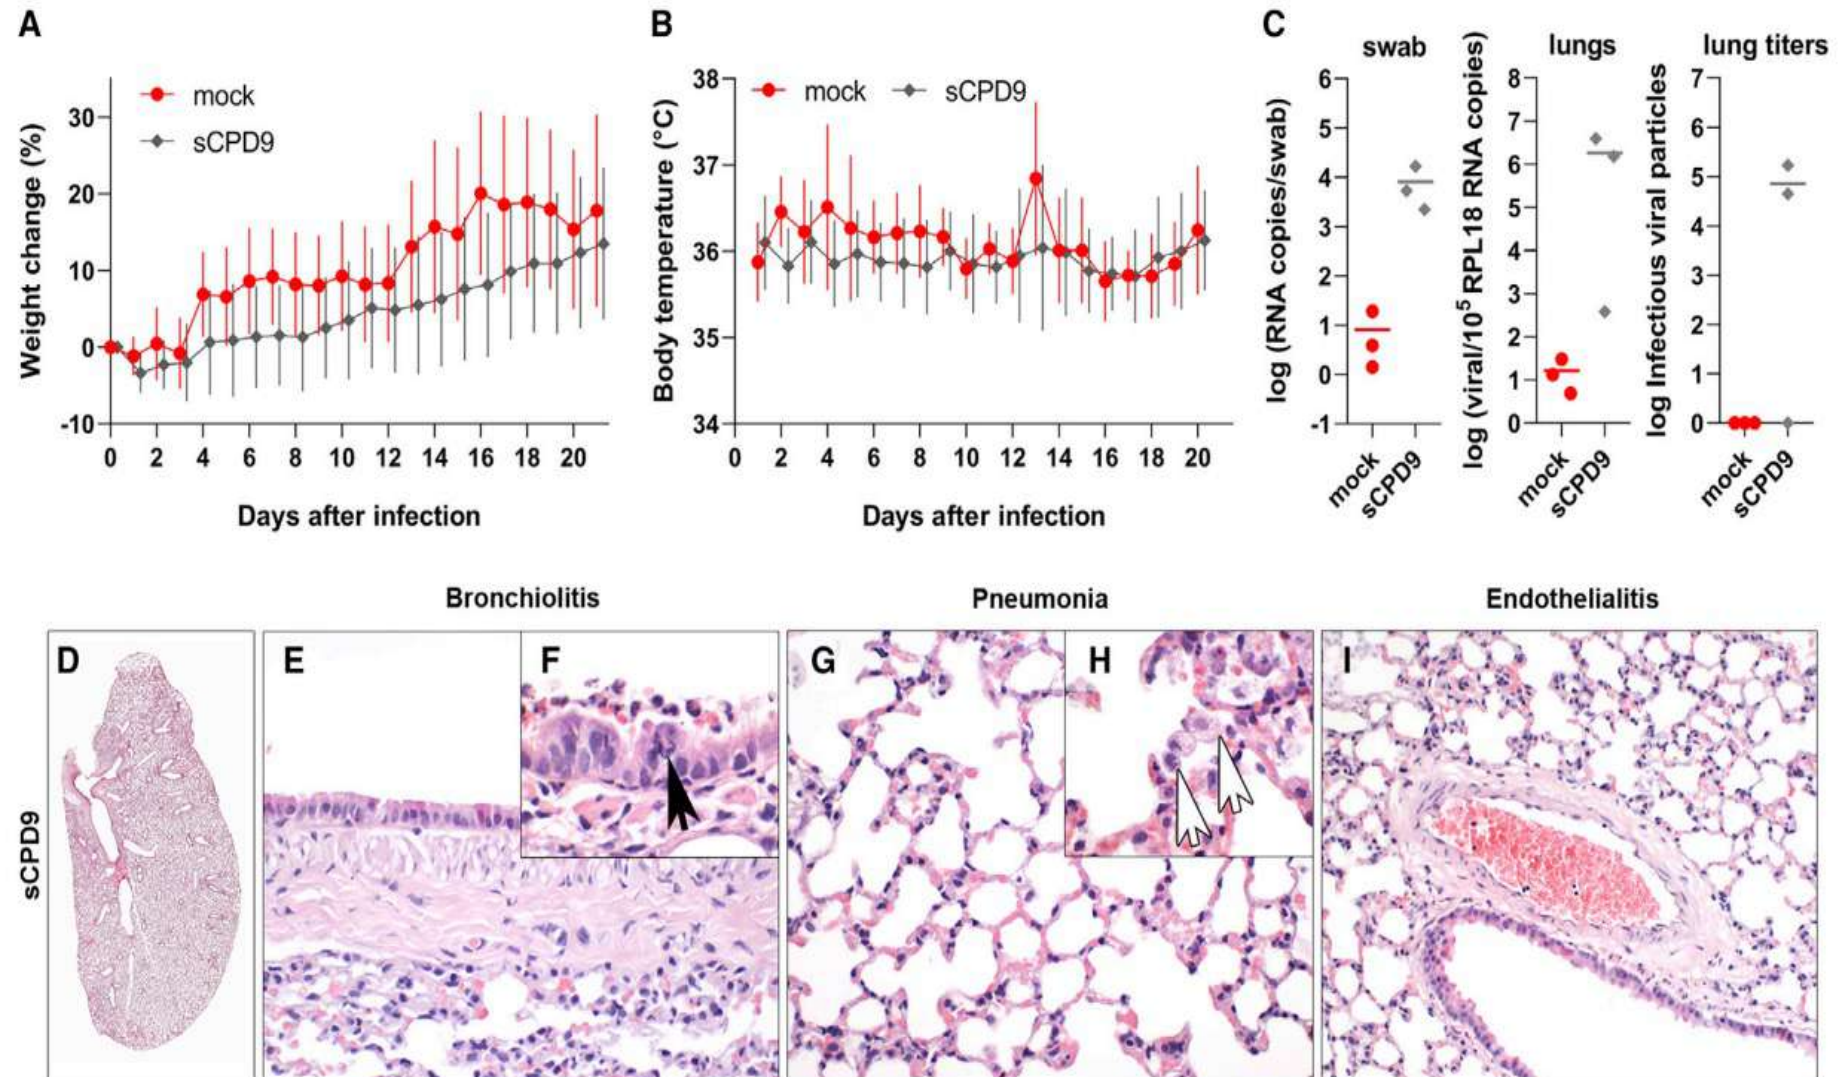 A
mock
sCPD9
Weight change (%)
30
20
10
0
-10
0 2 4 6 8 10 12 14 16 18 20
Days after infection
B
mock sCPD9
Body temperature (°C)
38
37
36
35
34
0 2 4 6 8 10 12 14 16 18 20
Days after infection
C
swab
log (RNA copies/swab)
6
5
4
3
2
1
0
-1
mock
sCPD9
lungs
log (viral/10⁵ RPL18 RNA copies)
8
7
6
5
4
3
2
1
0
mock
sCPD9
lung titers
log Infectious viral particles
7
6
5
4
3
2
1
0
mock
sCPD9
Bronchiolitis
Pneumonia
Endothelialitis
sCPD9
D
E
F
G
H
I